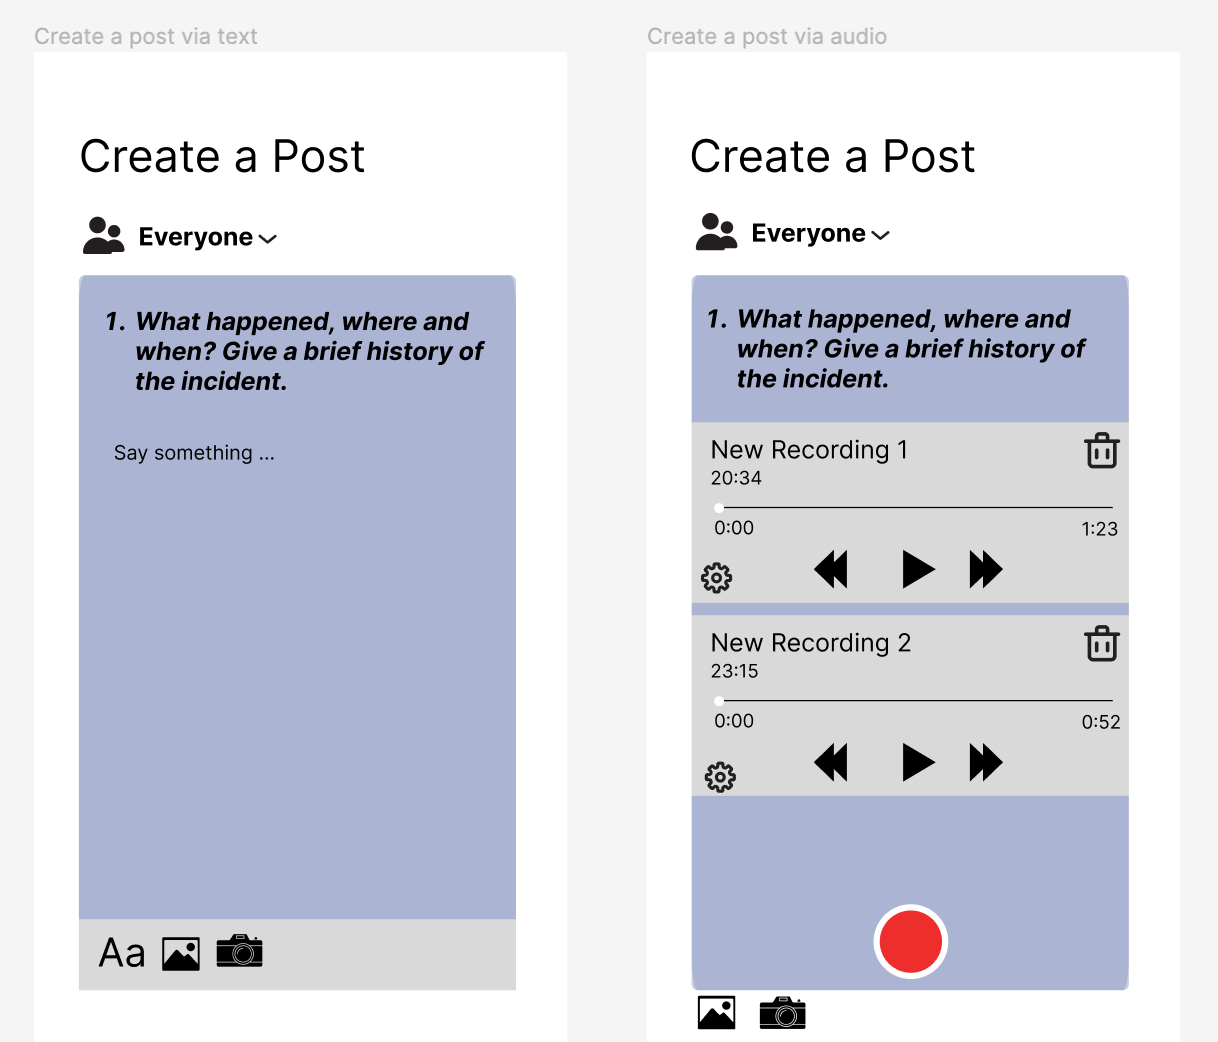 Create a post via text
Create a Post
Everyone
1. What happened, where and
when? Give a brief history of
the incident.
Say something ...
Aa
Create a post via audio
Create a Post
Everyone
1. What happened, where and
when? Give a brief history of
the incident.
New Recording 1
20:34
0:00 1:23
New Recording 2
23:15
0:00 0:52